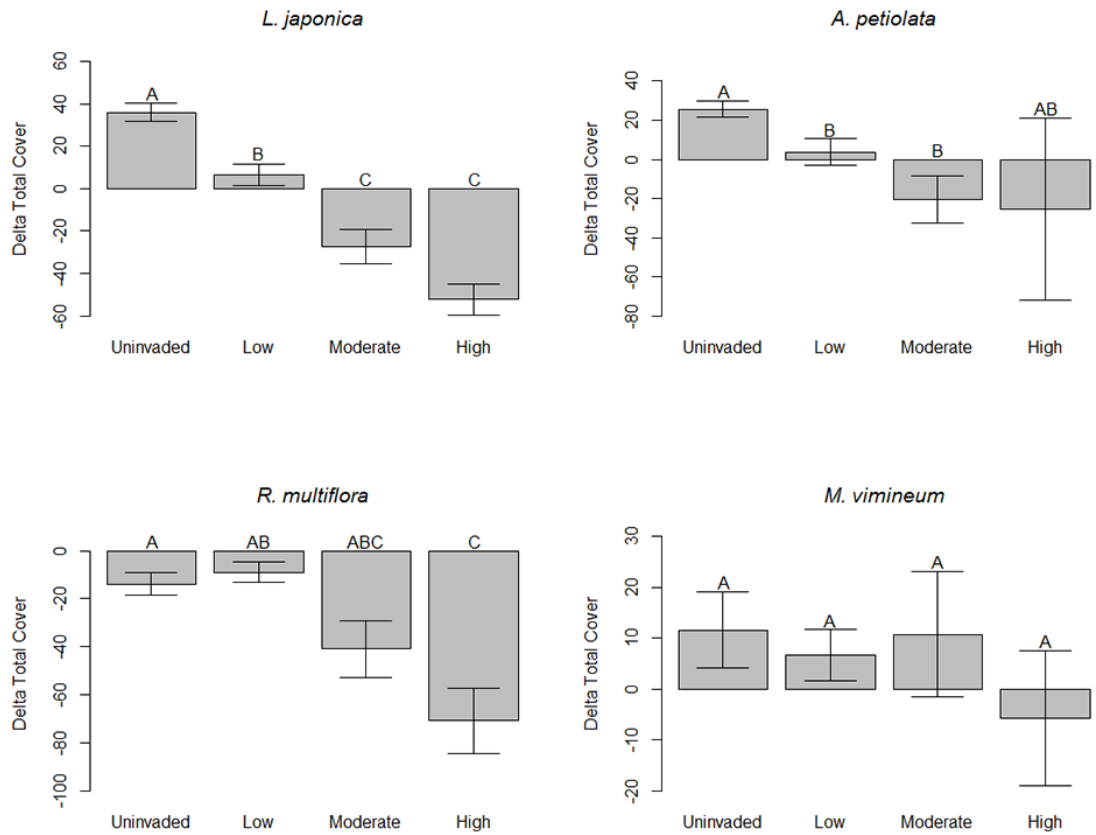 L. japonica
Delta Total Cover
60
40
20
0
-20
-40
-60
A
B
C
C
Uninvaded Low Moderate High
A. petiolata
Delta Total Cover
40
20
0
-20
-40
-60
-80
A
B
B
AB
Uninvaded Low Moderate High
R. multiflora
Delta Total Cover
0
-20
-40
-60
-80
-100
A
AB
ABC
C
Uninvaded Low Moderate High
M. vimineum
Delta Total Cover
30
20
10
0
-10
-20
A
A
A
A
Uninvaded Low Moderate High